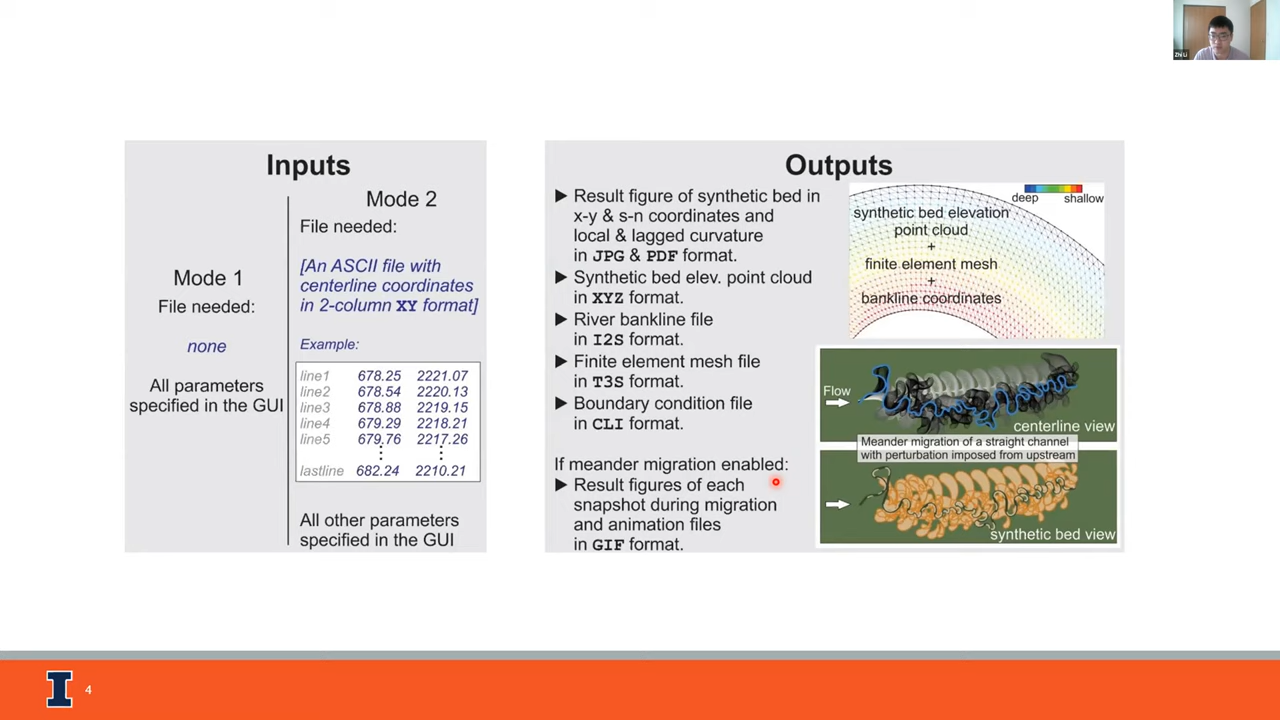 Zhi Li
Inputs
Mode 1
File needed:
none
All parameters
specified in the GUI
Mode 2
File needed:
[An ASCII file with
centerline coordinates
in 2-column XY format]
Example:
line1 678.25 2221.07
line2 678.54 2220.13
line3 678.88 2219.15
line4 679.29 2218.21
line5 679.76 2217.26
lastline 682.24 2210.21
All other parameters
specified in the GUI
Outputs
▶ Result figure of synthetic bed in
x-y & s-n coordinates and
local & lagged curvature
in JPG & PDF format.
▶ Synthetic bed elev. point cloud
in XYZ format.
▶ River bankline file
in I2S format.
▶ Finite element mesh file
in T3S format.
▶ Boundary condition file
in CLI format.
If meander migration enabled:
▶ Result figures of each
snapshot during migration
and animation files
in GIF format.
deep shallow
synthetic bed elevation
point cloud
+
finite element mesh
+
bankline coordinates
Flow
centerline view
Meander migration of a straight channel
with perturbation imposed from upstream
synthetic bed view
I
4